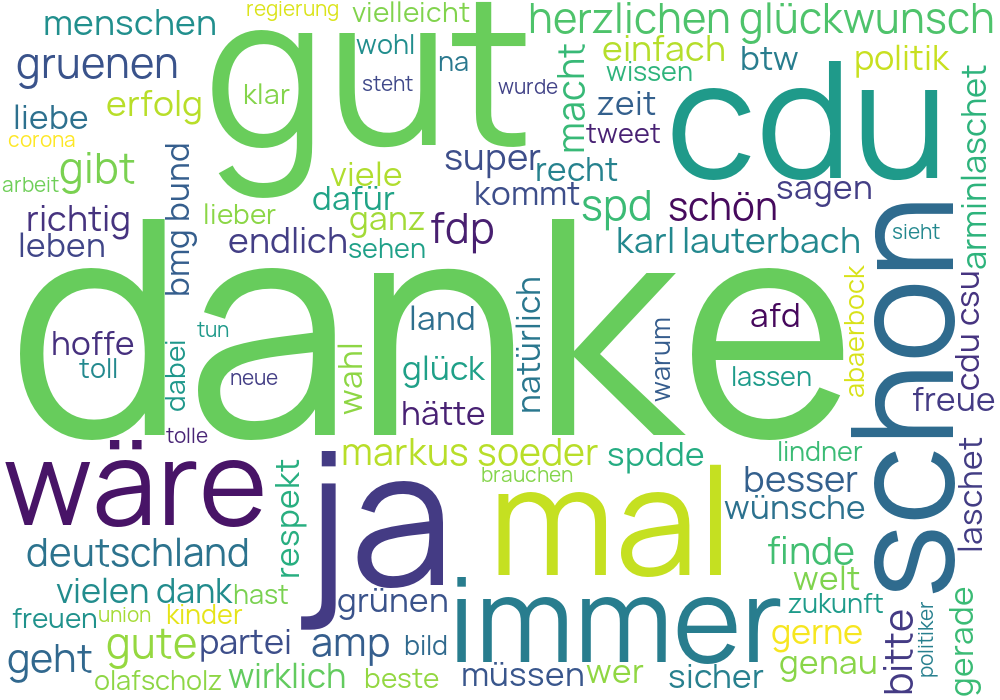 regierung vielleicht herzlichen glückwunsch
menschen gut wohl einfach btw politik
gruenen klar steht na wurde macht wissen
liebe erfolg zeit cdu
corona tweet arminlaschet
gibt bmg bund super recht
arbeit viele kommt sagen
richtig lieber dafür ganz fdp spd schön schon sieht
leben endlich sehen karl lauterbach
danke
hoffe tun land natürlich warum afd abaerbock cdu csu
toll dabei neue wahl glück lassen freue
tolle hätte
wäre ja markus soeder spdde lindner laschet
respekt brauchen mal besser
wünsche
deutschland immer finde
vielen dank hast welt
freuen union kinder grünen zukunft
gute partei amp bild gerne bitte politiker gerade
geht müssen wer sicher genau
olafscholz wirklich beste